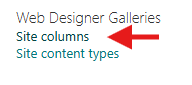 Web Designer Galleries
Site columns
Site content types